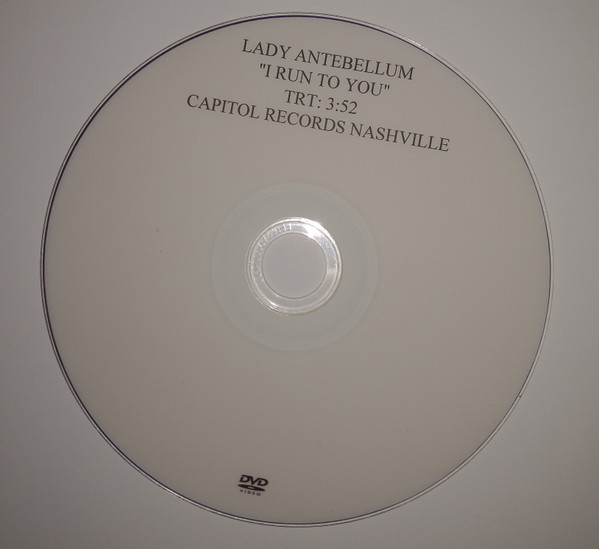 LADY ANTEBELLUM
"I RUN TO YOU"
TRT: 3:52
CAPITOL RECORDS NASHVILLE
DVD
VIDEO